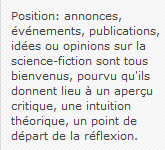 Position: annonces,
événements, publications,
idées ou opinions sur la
science-fiction sont tous
bienvenus, pourvu qu'ils
donnent lieu à un aperçu
critique, une intuition
théorique, un point de
départ de la réflexion.